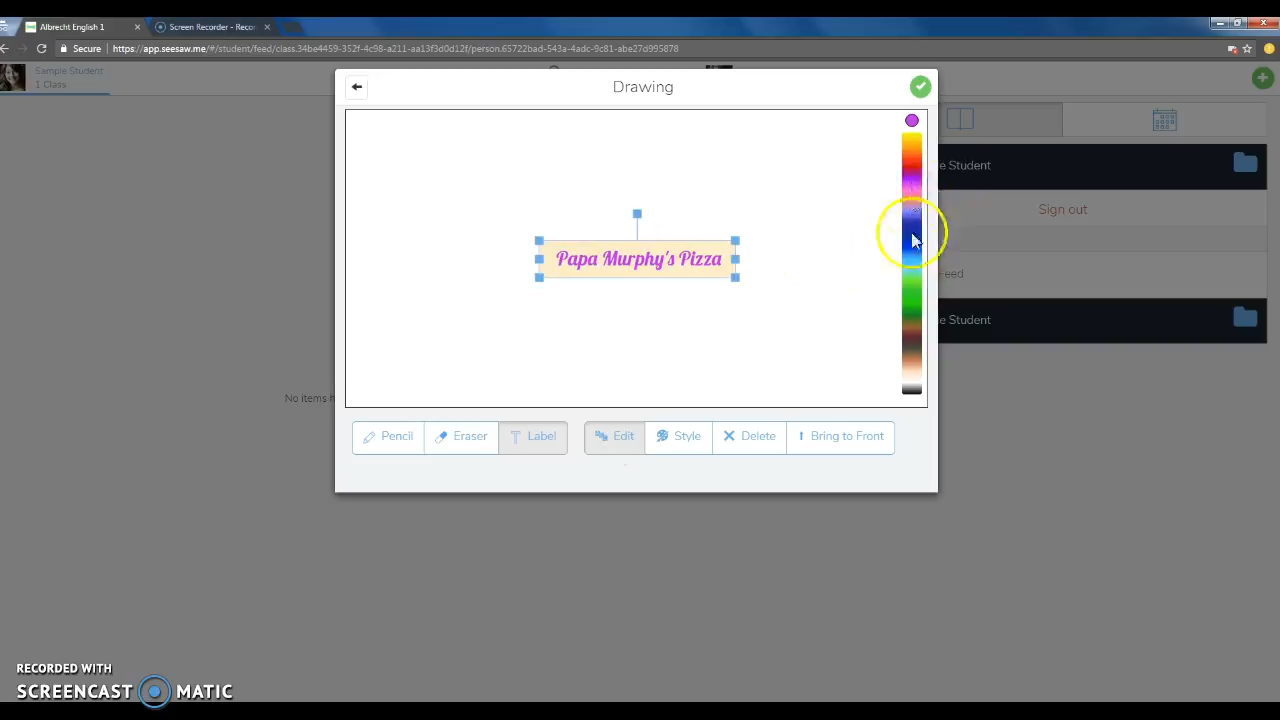 Albrecht English 1
Screen Recorder - Reco
Secure | https://app.seesaw.me/#/student/feed/class.34be4459-352f-4c98-a211-aa13f3d0d12f/person.65722bad-543a-4adc-9c81-abe27d995878
Sample Student
1 Class
Drawing
e Student
Sign out
Papa Murphy's Pizza
Feed
e Student
No items h
Pencil Eraser Label Edit Style Delete Bring to Front
RECORDED WITH
SCREENCAST MATIC